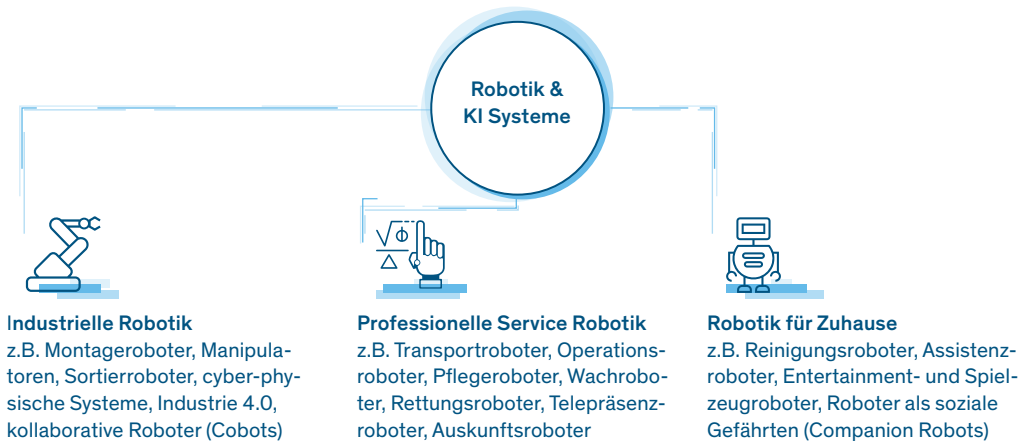 Robotik &
KI Systeme
Industrielle Robotik
z.B. Montageroboter, Manipula-
toren, Sortierroboter, cyber-phy-
sische Systeme, Industrie 4.0,
kollaborative Roboter (Cobots)
Professionelle Service Robotik
z.B. Transportroboter, Operations-
roboter, Pflegeroboter, Wachrobo-
ter, Rettungsroboter, Telepräsenz-
roboter, Auskunftsroboter
Robotik für Zuhause
z.B. Reinigungsroboter, Assistenz-
roboter, Entertainment- und Spiel-
zeugroboter, Roboter als soziale
Gefährten (Companion Robots)